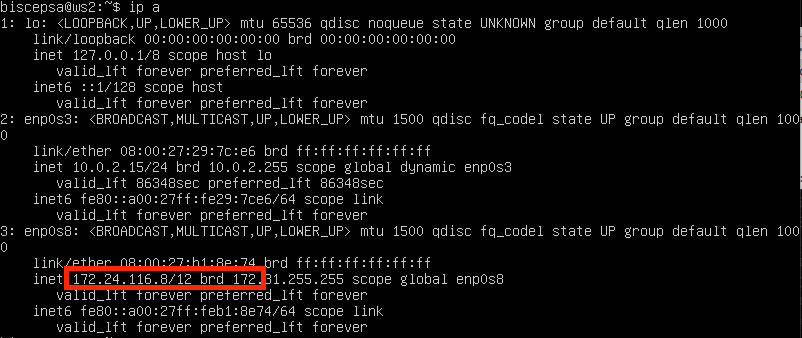 biscepsa@ws2:~$ ip a
1: lo: <LOOPBACK,UP,LOWER_UP> mtu 65536 qdisc noqueue state UNKNOWN group default qlen 1000
link/loopback 00:00:00:00:00:00 brd 00:00:00:00:00:00
inet 127.0.0.1/8 scope host lo
valid_lft forever preferred_lft forever
inet6 ::1/128 scope host
valid_lft forever preferred_lft forever
2: enp0s3: <BROADCAST,MULTICAST,UP,LOWER_UP> mtu 1500 qdisc fq_codel state UP group default qlen 100
0
link/ether 08:00:27:29:7c:e6 brd ff:ff:ff:ff:ff:ff
inet 10.0.2.15/24 brd 10.0.2.255 scope global dynamic enp0s3
valid_lft 86348sec preferred_lft 86348sec
inet6 fe80::a00:27ff:fe29:7ce6/64 scope link
valid_lft forever preferred_lft forever
3: enp0s8: <BROADCAST,MULTICAST,UP,LOWER_UP> mtu 1500 qdisc fq_codel state UP group default qlen 100
0
link/ether 08:00:27:b1:8e:74 brd ff:ff:ff:ff:ff:ff
inet 172.24.116.8/12 brd 172.31.255.255 scope global enp0s8
valid_lft forever preferred_lft forever
inet6 fe80::a00:27ff:feb1:8e74/64 scope link
valid_lft forever preferred_lft forever